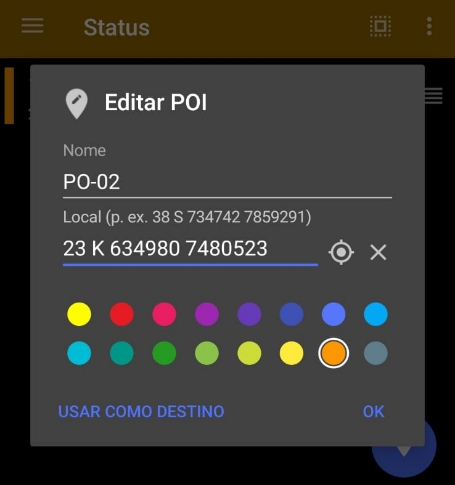 Status
Editar POI
Nome
PO-02
Local (p. ex. 38 S 734742 7859291)
23 K 634980 7480523
USAR COMO DESTINO
OK